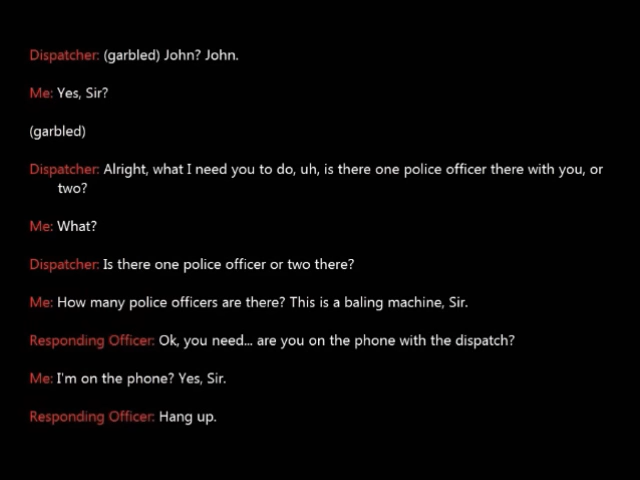 Dispatcher: (garbled) John? John.
Me: Yes, Sir?
(garbled)
Dispatcher: Alright, what I need you to do, uh, is there one police officer there with you, or
two?
Me: What?
Dispatcher: Is there one police officer or two there?
Me: How many police officers are there? This is a baling machine, Sir.
Responding Officer: Ok, you need... are you on the phone with the dispatch?
Me: I'm on the phone? Yes, Sir.
Responding Officer: Hang up.